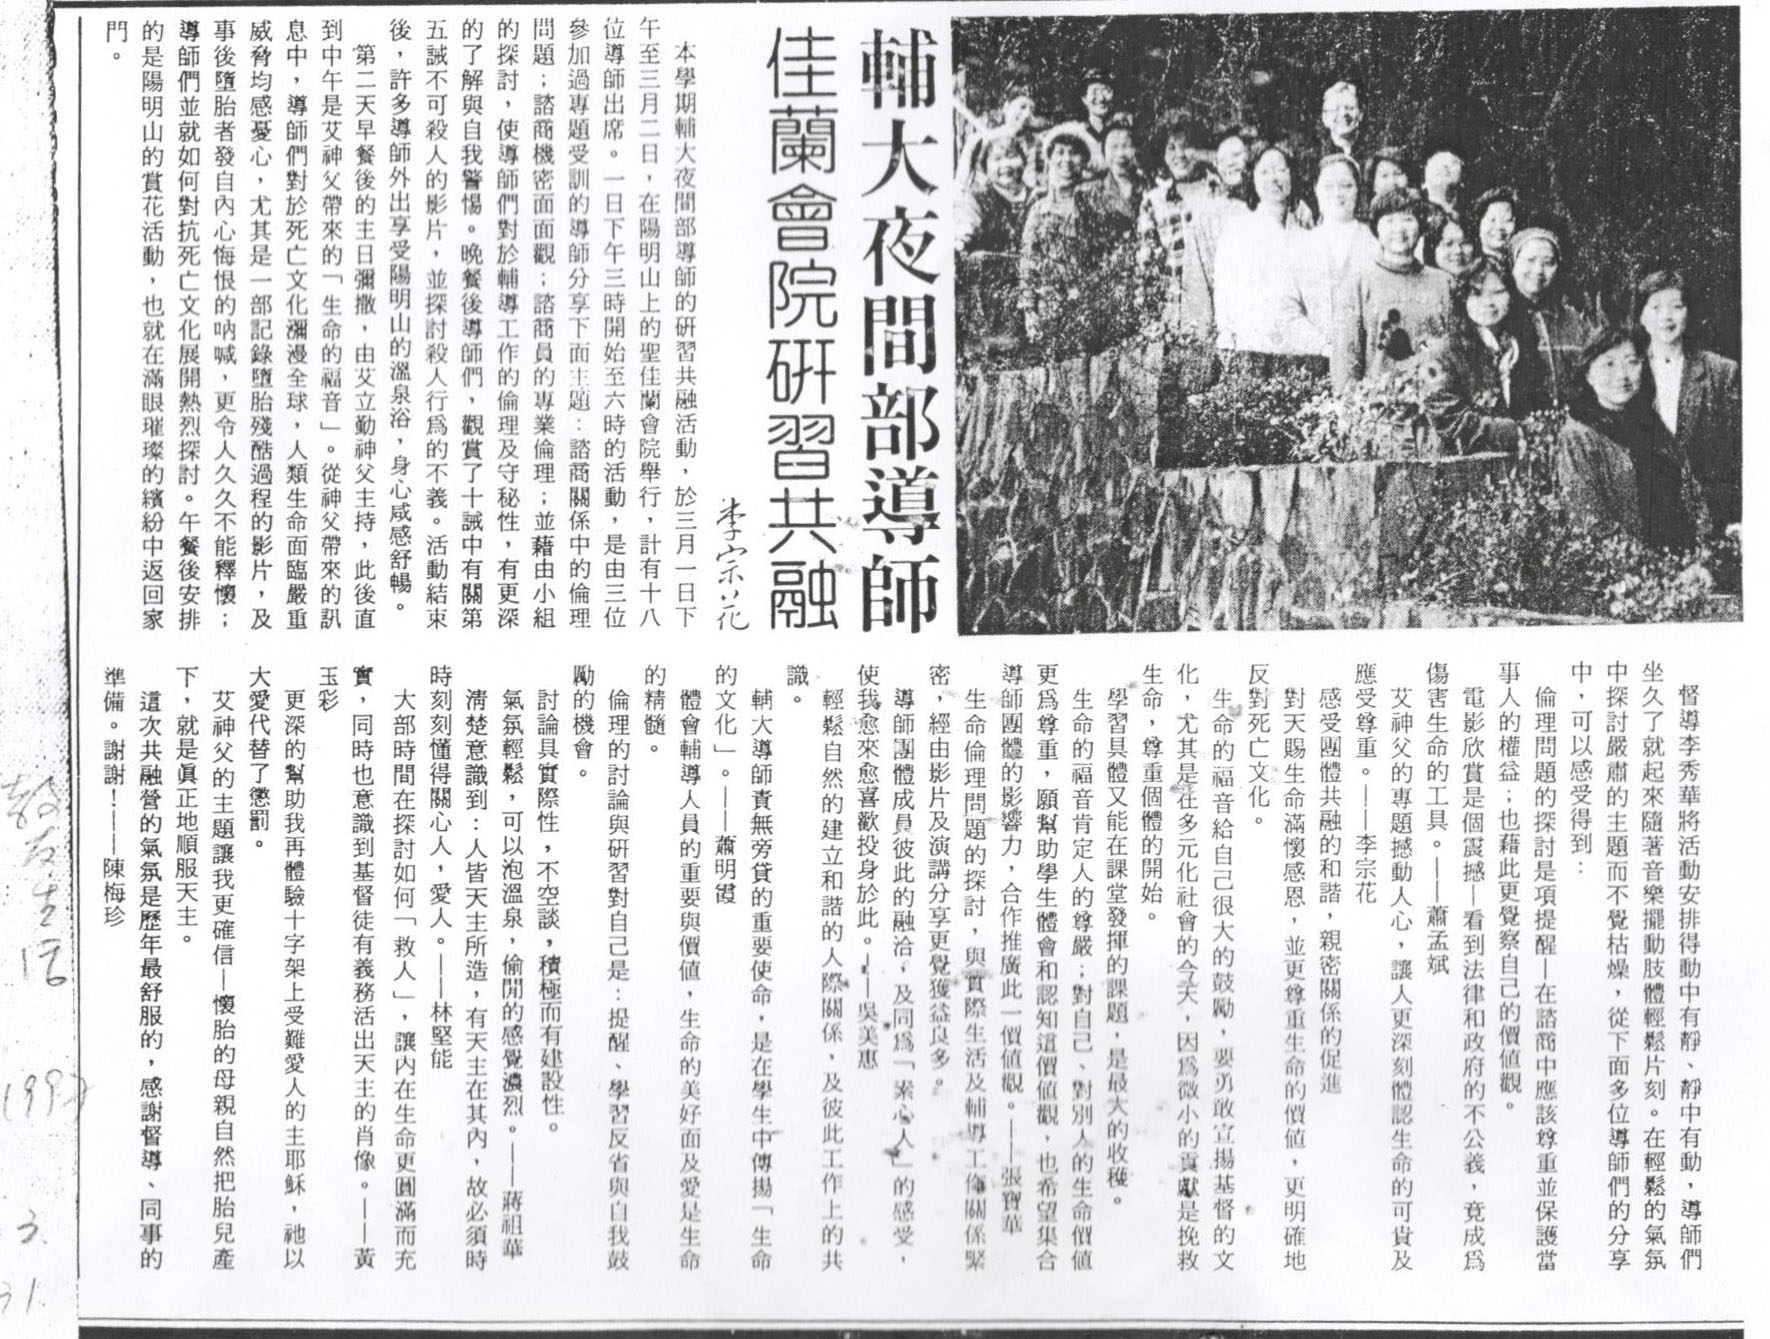 輔大夜間部導師
佳蘭會院研習共融
李宗花
本學期輔大夜間部導師的研習共融活動，於三月一日下
午至三月二日，在陽明山上的聖佳蘭會院舉行，計有十八
位導師出席。一日下午三時開始至六時的活動，是由三位
參加過專題受訓的導師分享下面主題：諮商關係中的倫理
問題；諮商機密面面觀；諮商員的專業倫理；並藉由小組
的探討，使導師們對於輔導工作的倫理及守秘性，有更深
的了解與自我警惕。晚餐後導師們，觀賞了十誡中有關第
五誡不可殺人的影片，並探討殺人行為的不義。活動結束
後，許多導師外出享受陽明山的溫泉浴，身心咸感舒暢。
第二天早餐後的主日彌撒，由艾立勤神父主持，此後直
到中午是艾神父帶來的「生命的福音」。從神父帶來的訊
息中，導師們對於死亡文化瀰漫全球，人類生命面臨嚴重
威脅均感憂心，尤其是一部記錄墮胎殘酷過程的影片，及
事後墮胎者發自內心悔恨的吶喊，更令人久久不能釋懷；
導師們並就如何對抗死亡文化展開熱烈探討。午餐後安排
的是陽明山的賞花活動，也就在滿眼璀璨的繽紛中返回家
門。
督導李秀華將活動安排得動中有靜、靜中有動，導師們
坐久了就起來隨著音樂擺動肢體輕鬆片刻。在輕鬆的氣氛
中探討嚴肅的主題而不覺枯燥，從下面多位導師們的分享
中，可以感受得到：
倫理問題的探討是項提醒—在諮商中應該尊重並保護當
事人的權益；也藉此更覺察自己的價值觀。
電影欣賞是個震撼—看到法律和政府的不公義，竟成為
傷害生命的工具。——蕭孟斌
艾神父的專題撼動人心，讓人更深刻體認生命的可貴及
應受尊重。——李宗花
感受團體共融的和諧，親密關係的促進
對天賜生命滿懷感恩，並更尊重生命的價值，更明確地
反對死亡文化。
生命的福音給自己很大的鼓勵，要勇敢宣揚基督的文
化，尤其是在多元化社會的今天，因為微小的貢獻是挽救
生命，尊重個體的開始。
學習具體又能在課堂發揮的課題，是最大的收穫。
生命的福音肯定人的尊嚴；對自己、對別人的生命價值
更為尊重，願幫助學生體會和認知這價值觀，也希望集合
導師團體的影響力，合作推廣此一價值觀。——張寶華
生命倫理問題的探討，與實際生活及輔導工作關係緊
密，經由影片及演講分享更覺獲益良多。
導師團體成員彼此的融洽，及同為「素心人」的感受，
使我愈來愈喜歡投身於此。——吳美惠
輕鬆自然的建立和諧的人際關係，及彼此工作上的共
識。
輔大導師責無旁貸的重要使命，是在學生中傳揚「生命
的文化」。——蕭明霞
體會輔導人員的重要與價值，生命的美好面及愛是生命
的精髓。
倫理的討論與研習對自己是：提醒、學習反省與自我鼓
勵的機會。
討論具實際性，不空談，積極而有建設性。
氣氛輕鬆，可以泡溫泉，偷閒的感覺濃烈。——蔣祖華
清楚意識到：人皆天主所造，有天主在其內，故必須時
時刻刻懂得關心人，愛人。——林堅能
大部時間在探討如何「救人」，讓內在生命更圓滿而充
實，同時也意識到基督徒有義務活出天主的肖像。——黃
玉彩
更深的幫助我再體驗十字架上受難愛人的主耶穌，祂以
大愛代替了懲罰。
艾神父的主題讓我更確信—懷胎的母親自然把胎兒產
下，就是真正地順服天主。
這次共融營的氣氛是歷年最舒服的，感謝督導、同事的
準備。謝謝！——陳梅珍
教友生活
1997
3
31.